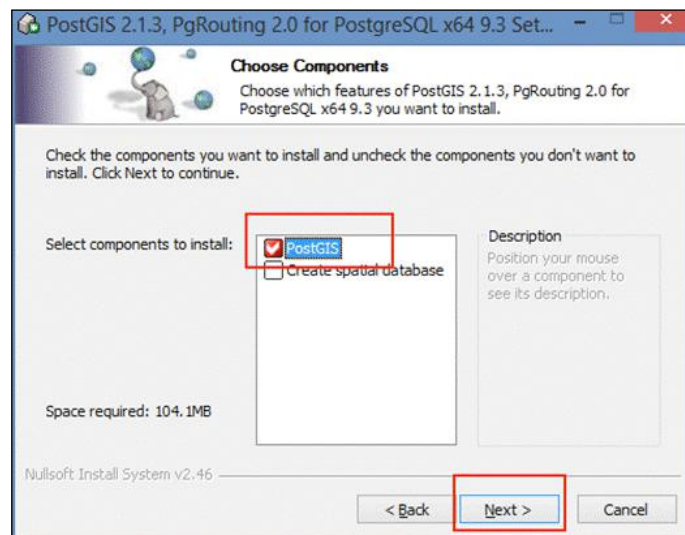 PostGIS 2.1.3, PgRouting 2.0 for PostgreSQL x64 9.3 Set...
Choose Components
Choose which features of PostGIS 2.1.3, PgRouting 2.0 for
PostgreSQL x64 9.3 you want to install.
Check the components you want to install and uncheck the components you don't want to
install. Click Next to continue.
Select components to install:
PostGIS
Create spatial database
Description
Position your mouse
over a component to
see its description.
Space required: 104.1MB
Nullsoft Install System v2.46
< Back
Next >
Cancel